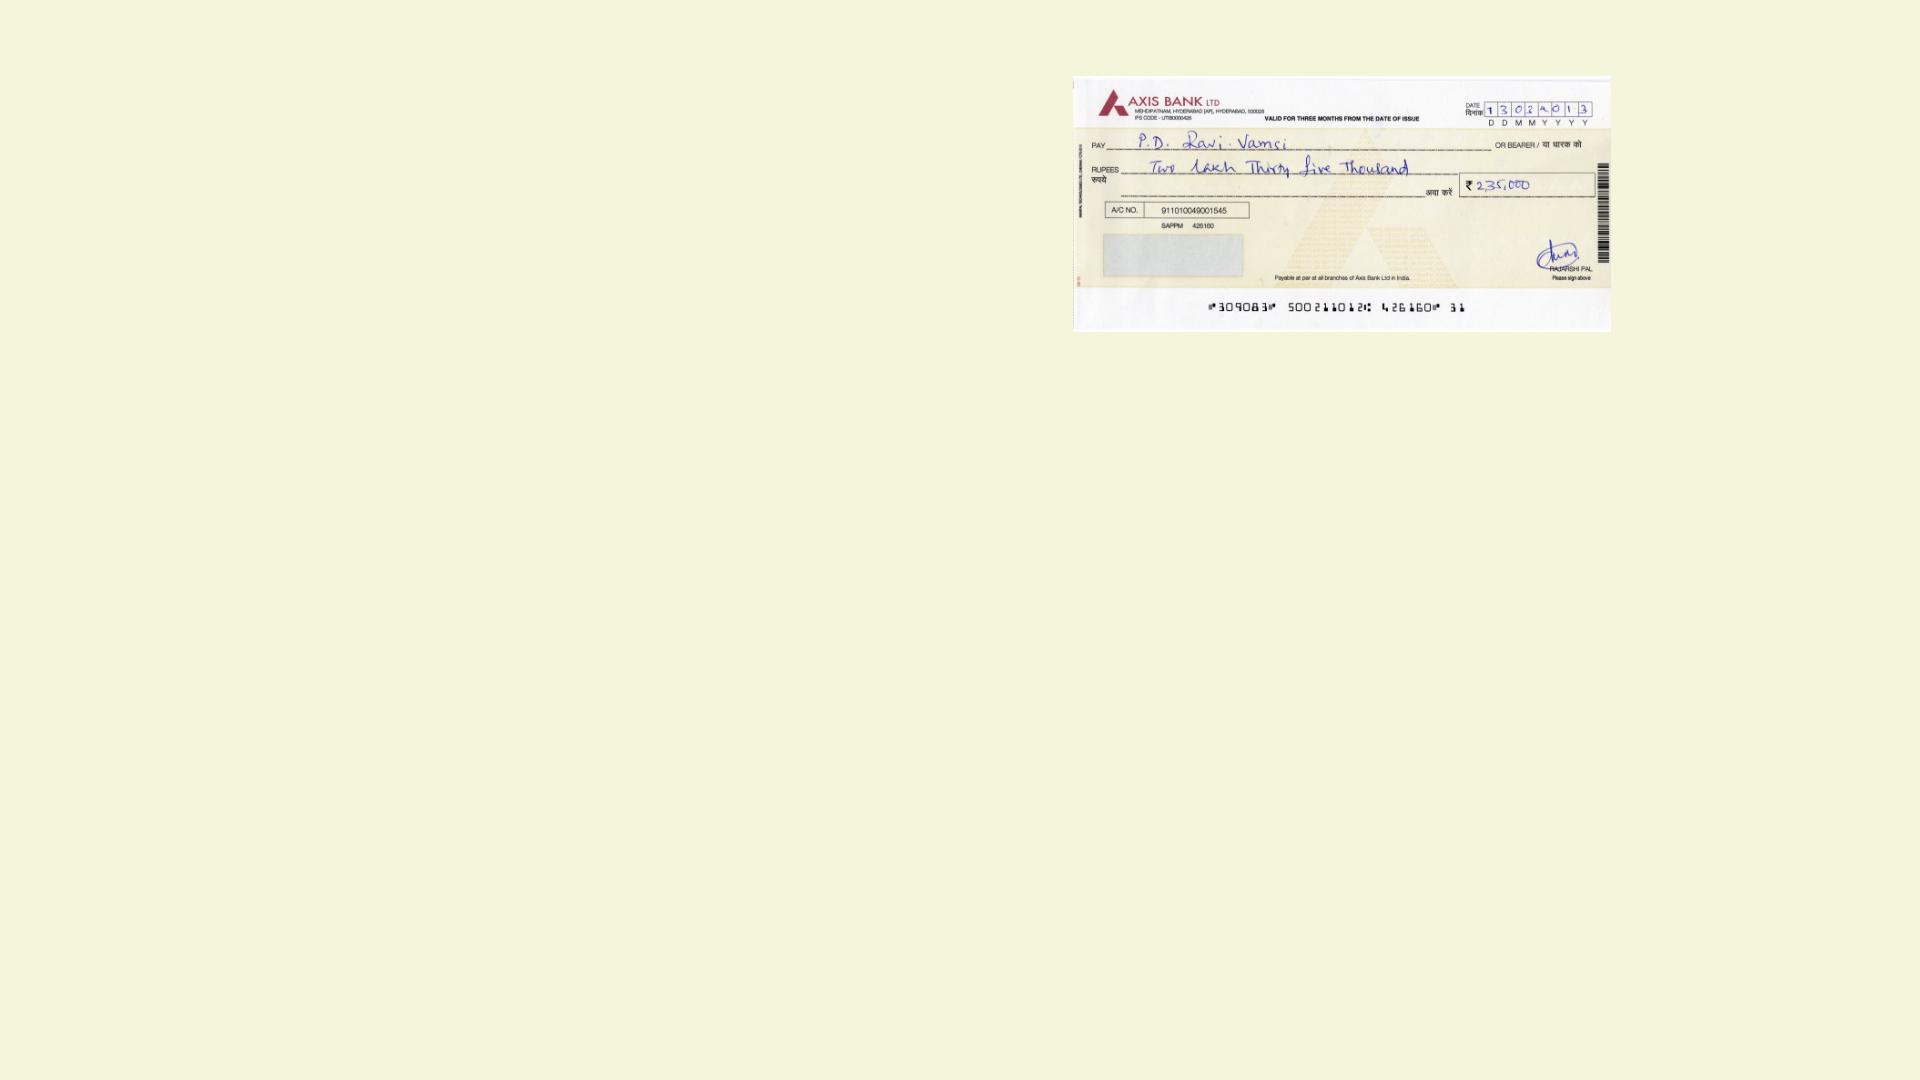 AXIS BANK LTD
MEHDIPATNAM, HYDERABAD [AP], HYDERABAD,
IFS CODE - UTIB0000426
VALID FOR THREE MONTHS FROM THE DATE OF ISSUE
DATE 1 3 0 2 2 0 1 3
दिनांक D D M M Y Y Y Y
PAY P.D. Ravi Vamsi OR BEARER / या धारक को
RUPEES Two lakh Thirty five Thousand
रुपये अदा करें ₹ 235,000
A/C NO. 911010049001545
SAPPM 426160
RAJARSHI PAL
Payable at par at all branches of Axis Bank Ltd in India.
Please sign above
⑈309083⑈ 500211012⑆ 426160⑈ 31